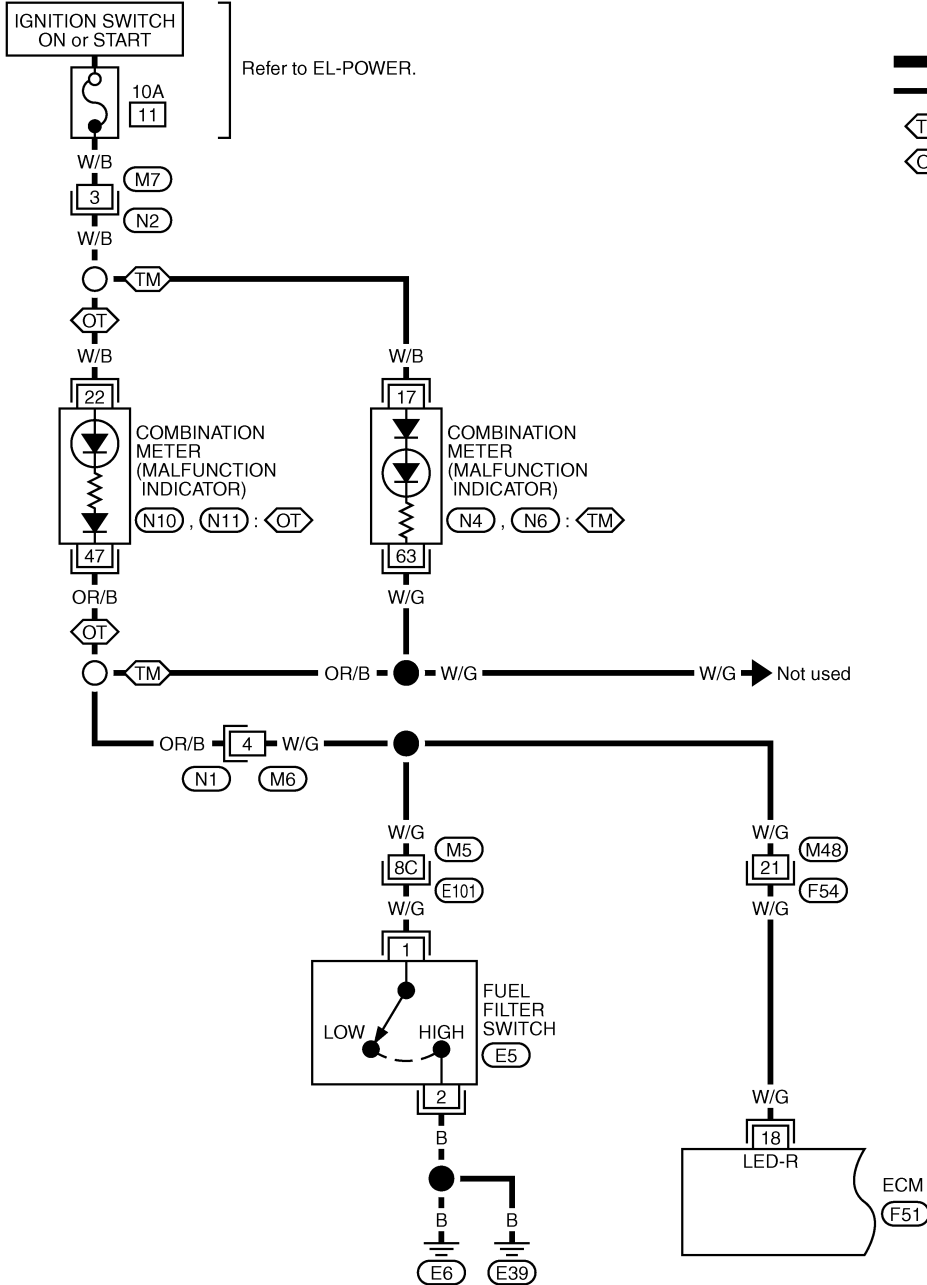 IGNITION SWITCH
ON or START
Refer to EL-POWER.
10A
11
W/B
M7
3
N2
W/B
TM
OT
W/B
W/B
22
17
COMBINATION
METER
(MALFUNCTION
INDICATOR)
N10 , N11 : OT
COMBINATION
METER
(MALFUNCTION
INDICATOR)
N4 , N6 : TM
47
63
OR/B
W/G
OT
TM
OR/B
W/G
W/G
Not used
OR/B
4
W/G
N1
M6
W/G
M5
8C
E101
W/G
W/G
M48
21
F54
W/G
1
FUEL
FILTER
SWITCH
E5
LOW
HIGH
2
B
B
B
E6
E39
W/G
18
LED-R
ECM
F51